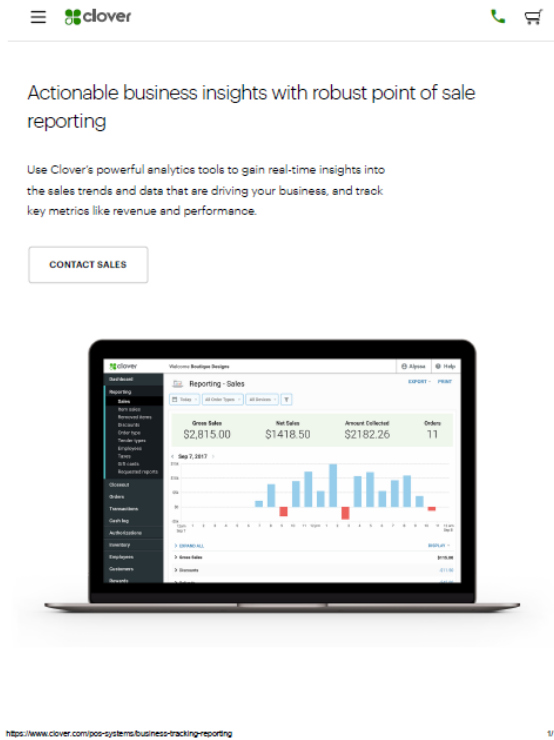 clover
Actionable business insights with robust point of sale
reporting
Use Clover's powerful analytics tools to gain real-time insights into
the sales trends and data that are driving your business, and track
key metrics like revenue and performance.
CONTACT SALES
clover
Welcome Boutique Designs
Alyssa
Help
Dashboard
Reporting
Sales
Item sales
Removed items
Discounts
Order type
Tender types
Employees
Taxes
Gift cards
Requested reports
Closeout
Orders
Transactions
Cash log
Authorizations
Inventory
Employees
Customers
Rewards
Reporting - Sales
EXPORT
PRINT
Today
All Order Types
All Devices
Gross Sales
Net Sales
Amount Collected
Orders
$2,815.00
$1418.50
$2182.26
11
Sep 7, 2017
EXPAND ALL
DISPLAY
Gross Sales
Discounts
https://www.clover.com/pos-systems/business-tracking-reporting
1/